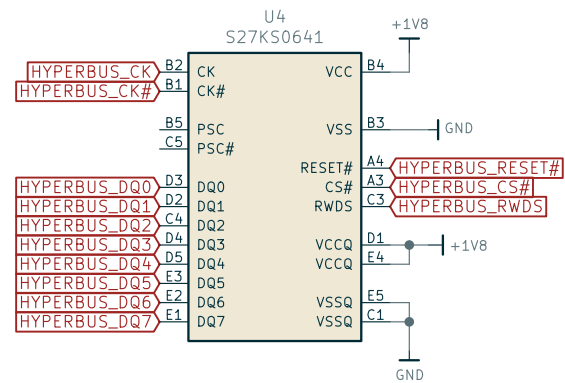 U4
S27KS0641
+1V8
HYPERBUS_CK B2 CK VCC B4
HYPERBUS_CK# B1 CK#
B5 PSC VSS B3 GND
C5 PSC#
RESET# A4 HYPERBUS_RESET#
HYPERBUS_DQ0 D3 DQ0 CS# A3 HYPERBUS_CS#
HYPERBUS_DQ1 D2 DQ1 RWDS C3 HYPERBUS_RWDS
HYPERBUS_DQ2 C4 DQ2
HYPERBUS_DQ3 D4 DQ3 VCCQ D1 +1V8
HYPERBUS_DQ4 D5 DQ4 VCCQ E4
HYPERBUS_DQ5 E3 DQ5
HYPERBUS_DQ6 E2 DQ6 VSSQ E5
HYPERBUS_DQ7 E1 DQ7 VSSQ C1
GND